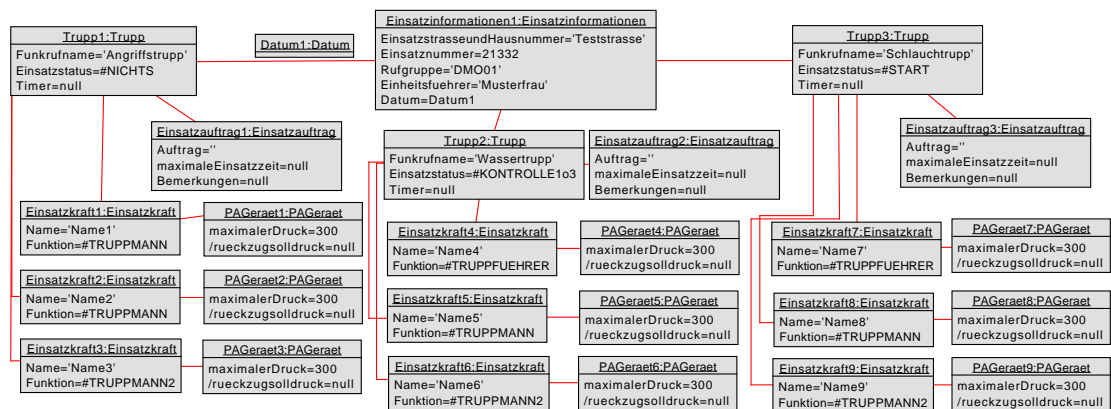 Einsatzinformationen1:Einsatzinformationen
EinsatzstrasseundHausnummer='Teststrasse'
Einsatznummer=21332
Rufgruppe='DMO01'
Einheitsfuehrer='Musterfrau'
Datum=Datum1
Trupp1:Trupp
Funkrufname='Angriffstrupp'
Einsatzstatus=#NICHTS
Timer=null
Datum1:Datum
Trupp3:Trupp
Funkrufname='Schlauchtrupp'
Einsatzstatus=#START
Timer=null
Einsatzauftrag1:Einsatzauftrag
Auftrag=''
maximaleEinsatzzeit=null
Bemerkungen=null
Trupp2:Trupp
Funkrufname='Wassertrupp'
Einsatzstatus=#KONTROLLE1o3
Timer=null
Einsatzauftrag2:Einsatzauftrag
Auftrag=''
maximaleEinsatzzeit=null
Bemerkungen=null
Einsatzauftrag3:Einsatzauftrag
Auftrag=''
maximaleEinsatzzeit=null
Bemerkungen=null
Einsatzkraft1:Einsatzkraft
Name='Name1'
Funktion=#TRUPPMANN
PAGeraet1:PAGeraet
maximalerDruck=300
/rueckzugsolldruck=null
Einsatzkraft4:Einsatzkraft
Name='Name4'
Funktion=#TRUPPFUEHRER
PAGeraet4:PAGeraet
maximalerDruck=300
/rueckzugsolldruck=null
Einsatzkraft7:Einsatzkraft
Name='Name7'
Funktion=#TRUPPFUEHRER
PAGeraet7:PAGeraet
maximalerDruck=300
/rueckzugsolldruck=null
Einsatzkraft2:Einsatzkraft
Name='Name2'
Funktion=#TRUPPMANN
PAGeraet2:PAGeraet
maximalerDruck=300
/rueckzugsolldruck=null
Einsatzkraft5:Einsatzkraft
Name='Name5'
Funktion=#TRUPPMANN
PAGeraet5:PAGeraet
maximalerDruck=300
/rueckzugsolldruck=null
Einsatzkraft8:Einsatzkraft
Name='Name8'
Funktion=#TRUPPMANN
PAGeraet8:PAGeraet
maximalerDruck=300
/rueckzugsolldruck=null
Einsatzkraft3:Einsatzkraft
Name='Name3'
Funktion=#TRUPPMANN2
PAGeraet3:PAGeraet
maximalerDruck=300
/rueckzugsolldruck=null
Einsatzkraft6:Einsatzkraft
Name='Name6'
Funktion=#TRUPPMANN2
PAGeraet6:PAGeraet
maximalerDruck=300
/rueckzugsolldruck=null
Einsatzkraft9:Einsatzkraft
Name='Name9'
Funktion=#TRUPPMANN2
PAGeraet9:PAGeraet
maximalerDruck=300
/rueckzugsolldruck=null